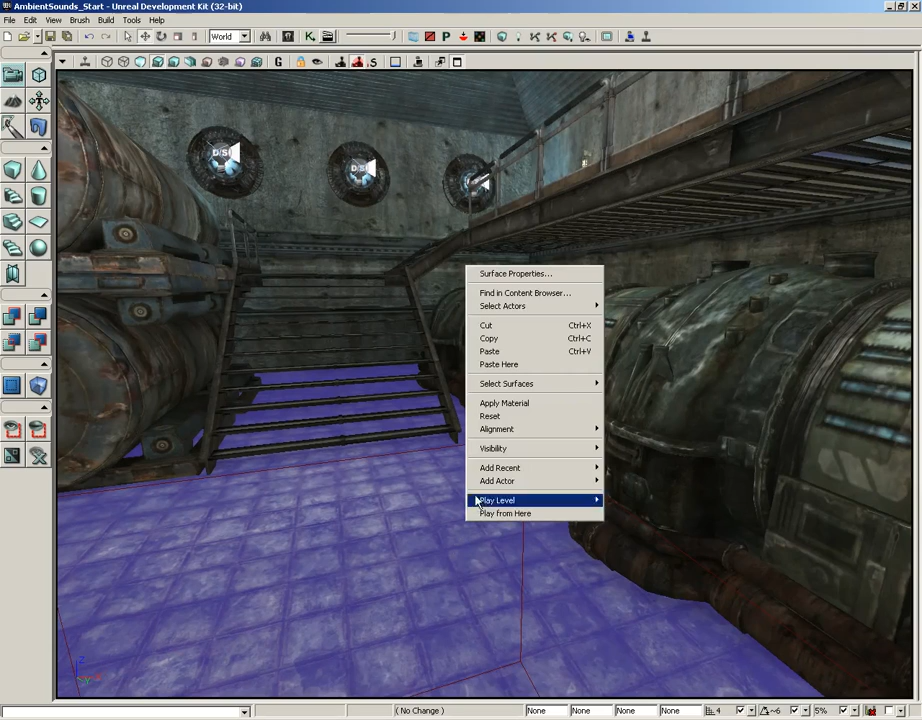 AmbientSounds_Start - Unreal Development Kit (32-bit)
File Edit View Brush Build Tools Help
World
G
S
P
D/S
D/S
Surface Properties...
Find in Content Browser...
Select Actors
Cut Ctrl+X
Copy Ctrl+C
Paste Ctrl+V
Paste Here
Select Surfaces
Apply Material
Reset
Alignment
Visibility
Add Recent
Add Actor
Play Level
Play from Here
( No Change ) None None None None 4 ~6 5%